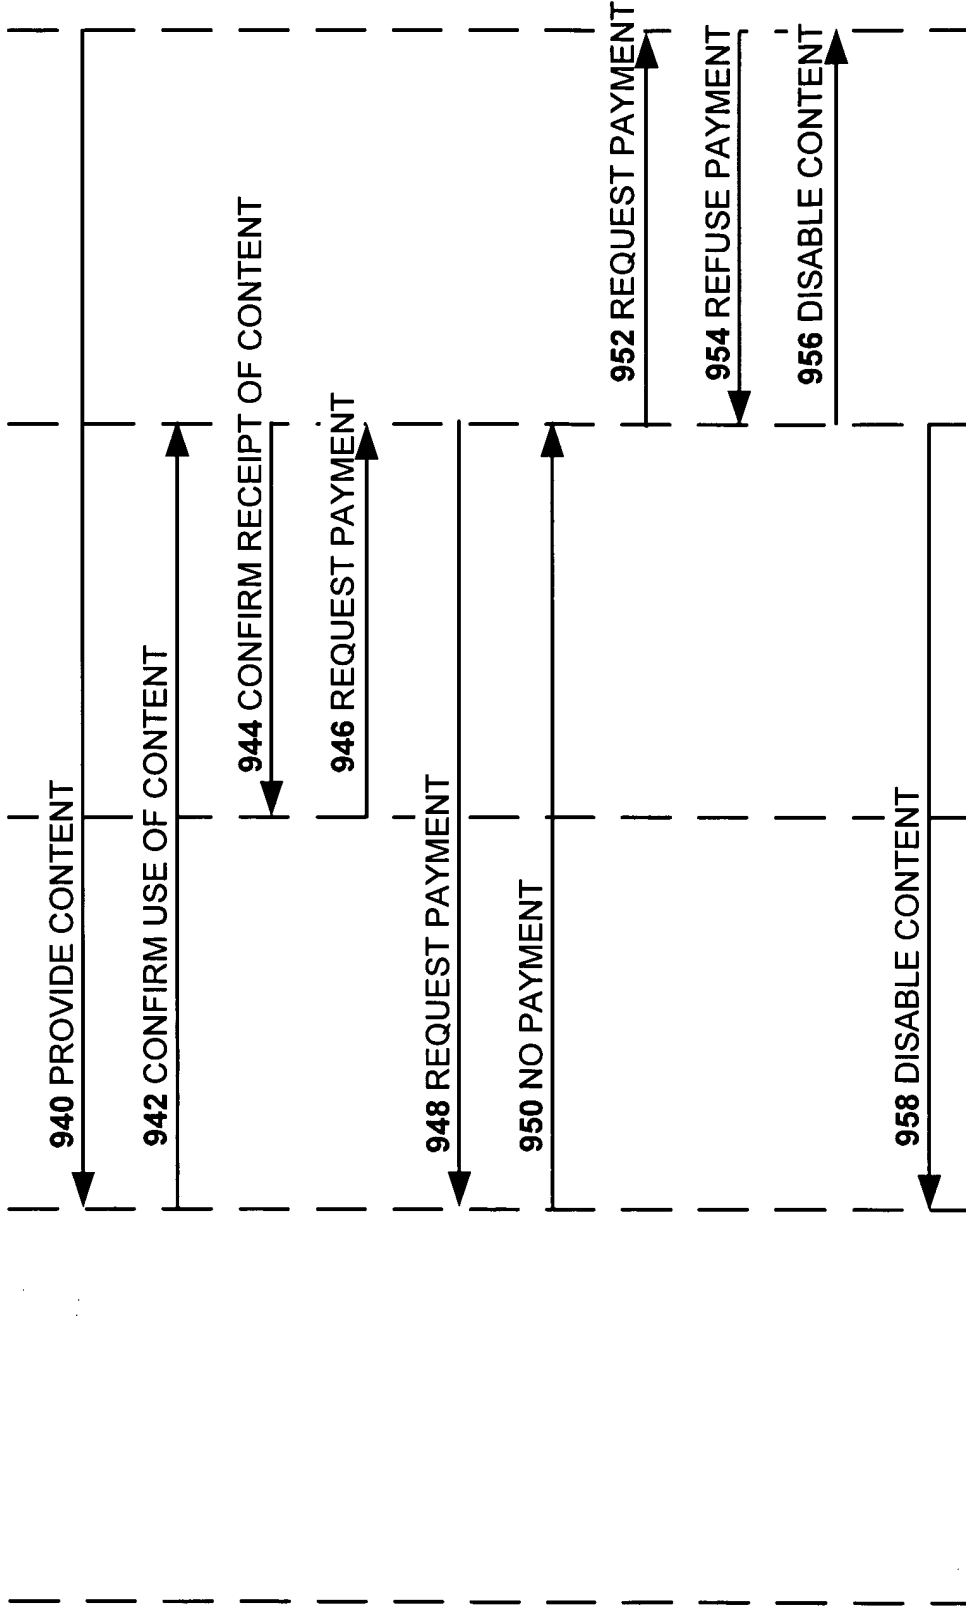 940 PROVIDE CONTENT
942 CONFIRM USE OF CONTENT
944 CONFIRM RECEIPT OF CONTENT
946 REQUEST PAYMENT
948 REQUEST PAYMENT
950 NO PAYMENT
952 REQUEST PAYMENT
954 REFUSE PAYMENT
956 DISABLE CONTENT
958 DISABLE CONTENT